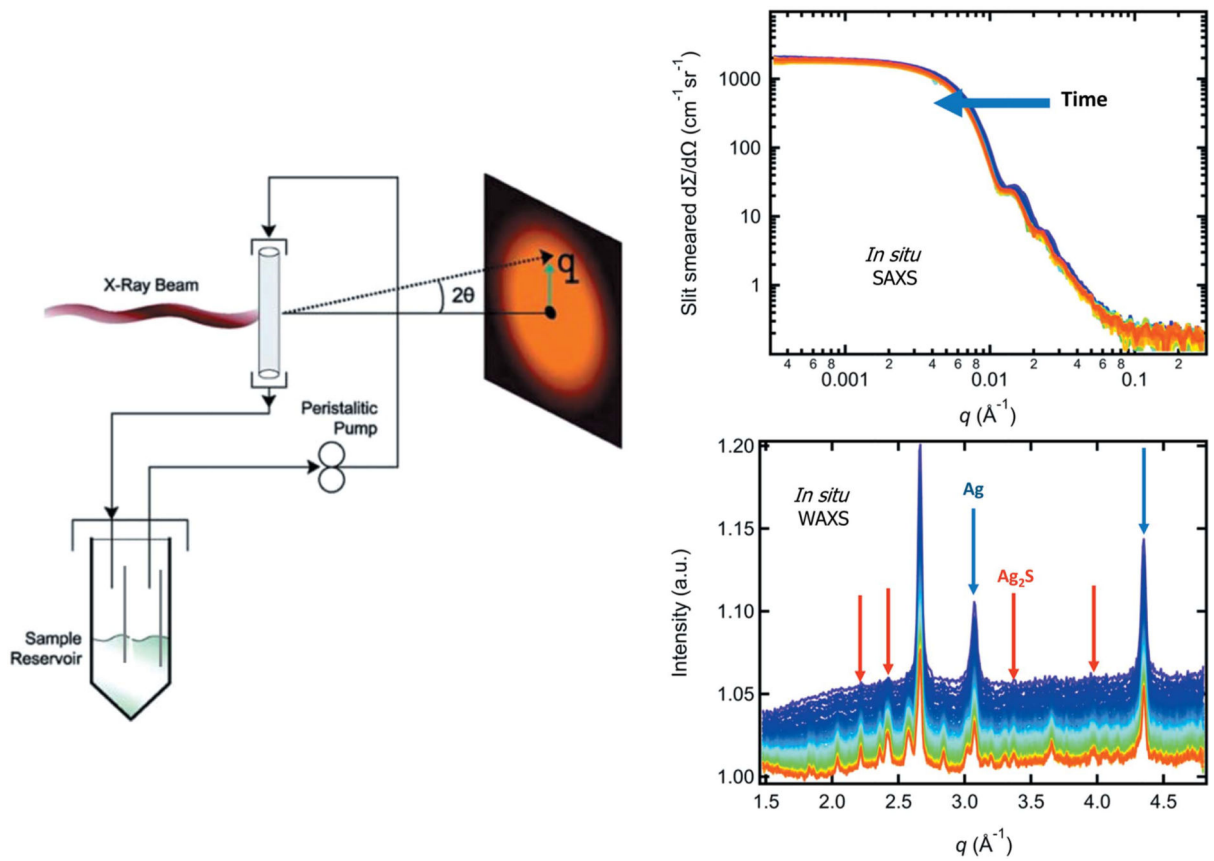 X-Ray Beam
2θ
q
Peristalitic
Pump
Sample
Reservoir
Slit smeared dΣ/dΩ (cm⁻¹ sr⁻¹)
1000
100
10
1
Time
In situ
SAXS
4 6 8 2 4 6 8 2 4 6 8 2
0.001 0.01 0.1
q (Å⁻¹)
Intensity (a.u.)
1.20
1.15
1.10
1.05
1.00
In situ
WAXS
Ag
Ag₂S
1.5 2.0 2.5 3.0 3.5 4.0 4.5
q (Å⁻¹)